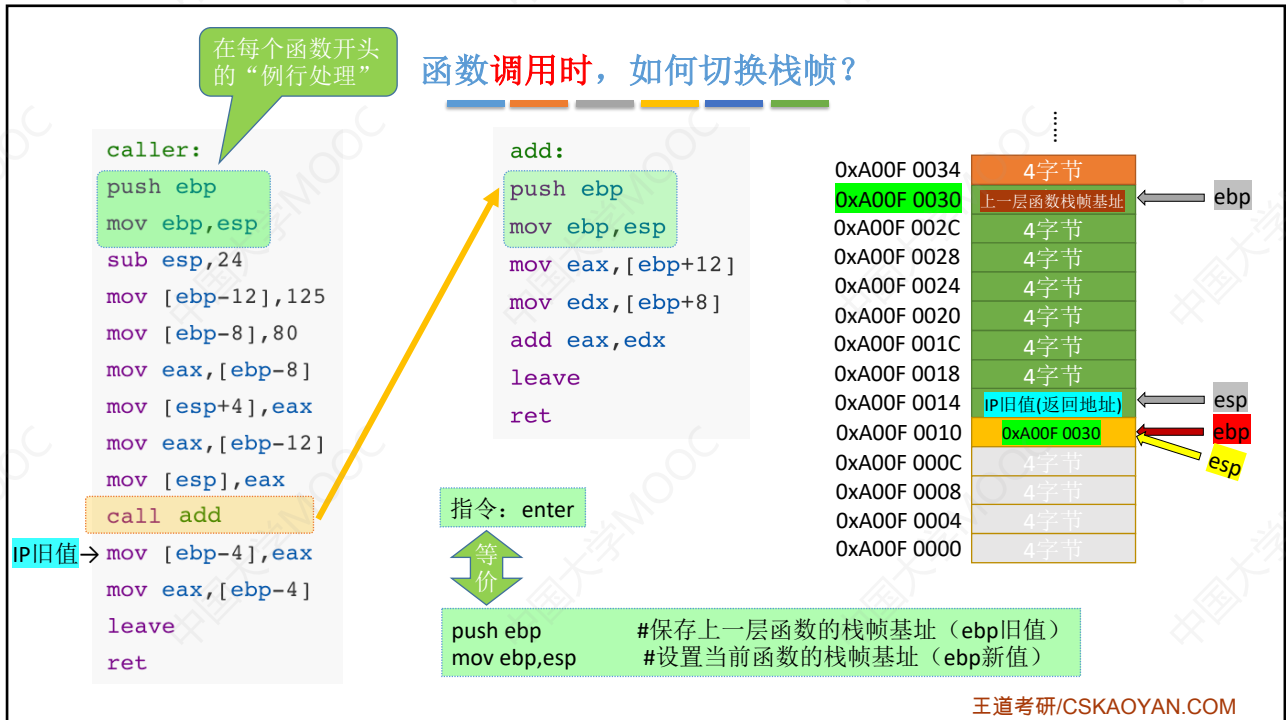 在每个函数开头
的“例行处理”
函数调用时，如何切换栈帧？
caller:
push ebp
mov ebp,esp
sub esp,24
mov [ebp-12],125
mov [ebp-8],80
mov eax,[ebp-8]
mov [esp+4],eax
mov eax,[ebp-12]
mov [esp],eax
call add
IP旧值→mov [ebp-4],eax
mov eax,[ebp-4]
leave
ret
add:
push ebp
mov ebp,esp
mov eax,[ebp+12]
mov edx,[ebp+8]
add eax,edx
leave
ret
指令：enter
等
价
push ebp #保存上一层函数的栈帧基址（ebp旧值）
mov ebp,esp #设置当前函数的栈帧基址（ebp新值）
……
0xA00F 0034 4字节
0xA00F 0030 上一层函数栈帧基址 ebp
0xA00F 002C 4字节
0xA00F 0028 4字节
0xA00F 0024 4字节
0xA00F 0020 4字节
0xA00F 001C 4字节
0xA00F 0018 4字节
0xA00F 0014 IP旧值(返回地址) esp
0xA00F 0010 0xA00F 0030 ebp
esp
0xA00F 000C 4字节
0xA00F 0008 4字节
0xA00F 0004 4字节
0xA00F 0000 4字节
王道考研/CSKAOYAN.COM
中国大学MOOC